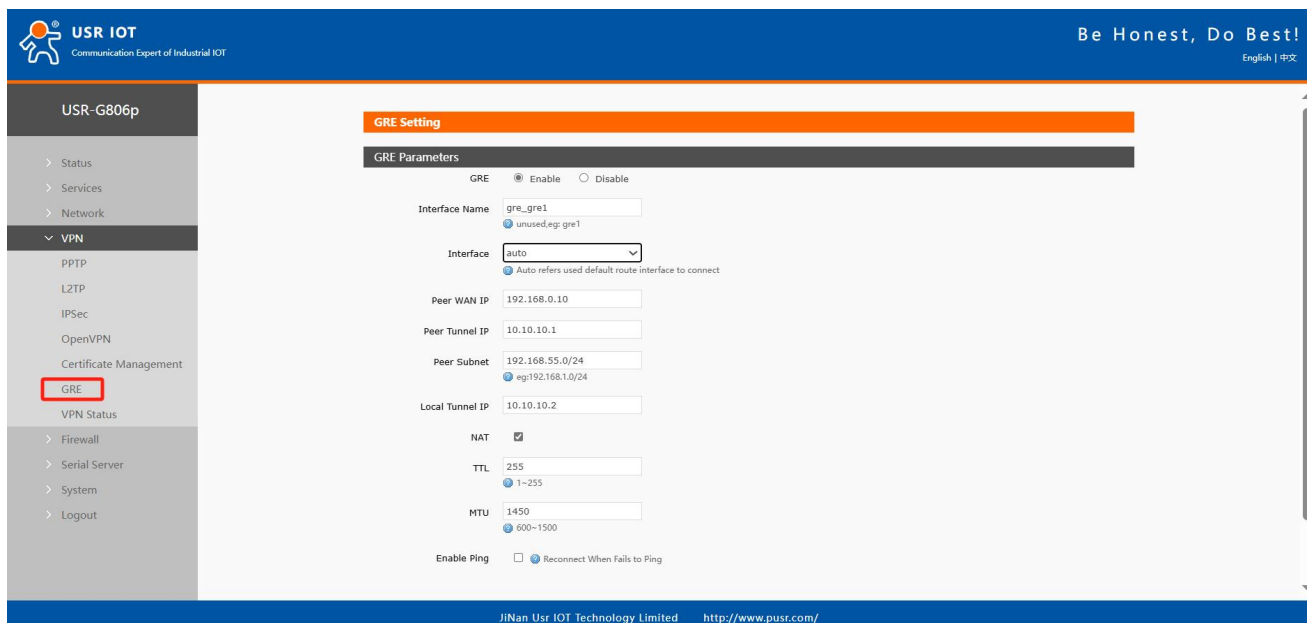 USR IOT
Communication Expert of Industrial IOT
Be Honest, Do Best!
English | 中文
USR-G806p
Status
Services
Network
VPN
PPTP
L2TP
IPSec
OpenVPN
Certificate Management
GRE
VPN Status
Firewall
Serial Server
System
Logout
GRE Setting
GRE Parameters
GRE Enable Disable
Interface Name gre_gre1
unused,eg: gre1
Interface auto
Auto refers used default route interface to connect
Peer WAN IP 192.168.0.10
Peer Tunnel IP 10.10.10.1
Peer Subnet 192.168.55.0/24
eg:192.168.1.0/24
Local Tunnel IP 10.10.10.2
NAT
TTL 255
1~255
MTU 1450
600~1500
Enable Ping Reconnect When Fails to Ping
JiNan Usr IOT Technology Limited http://www.pusr.com/